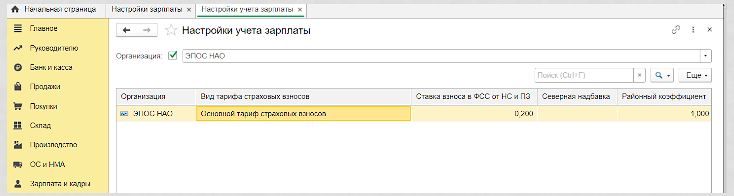 Начальная страница
Настройки зарплаты ×
Настройки учета зарплаты ×
Главное
Руководителю
Банк и касса
Продажи
Покупки
Склад
Производство
ОС и НМА
Зарплата и кадры
Настройки учета зарплаты
Организация: ЭПОС НАО
Поиск (Ctrl+F) ×
Еще
Организация Вид тарифа страховых взносов Ставка взноса в ФСС от НС и ПЗ Северная надбавка Районный коэффициент
ЭПОС НАО Основной тариф страховых взносов 0,200 1,000